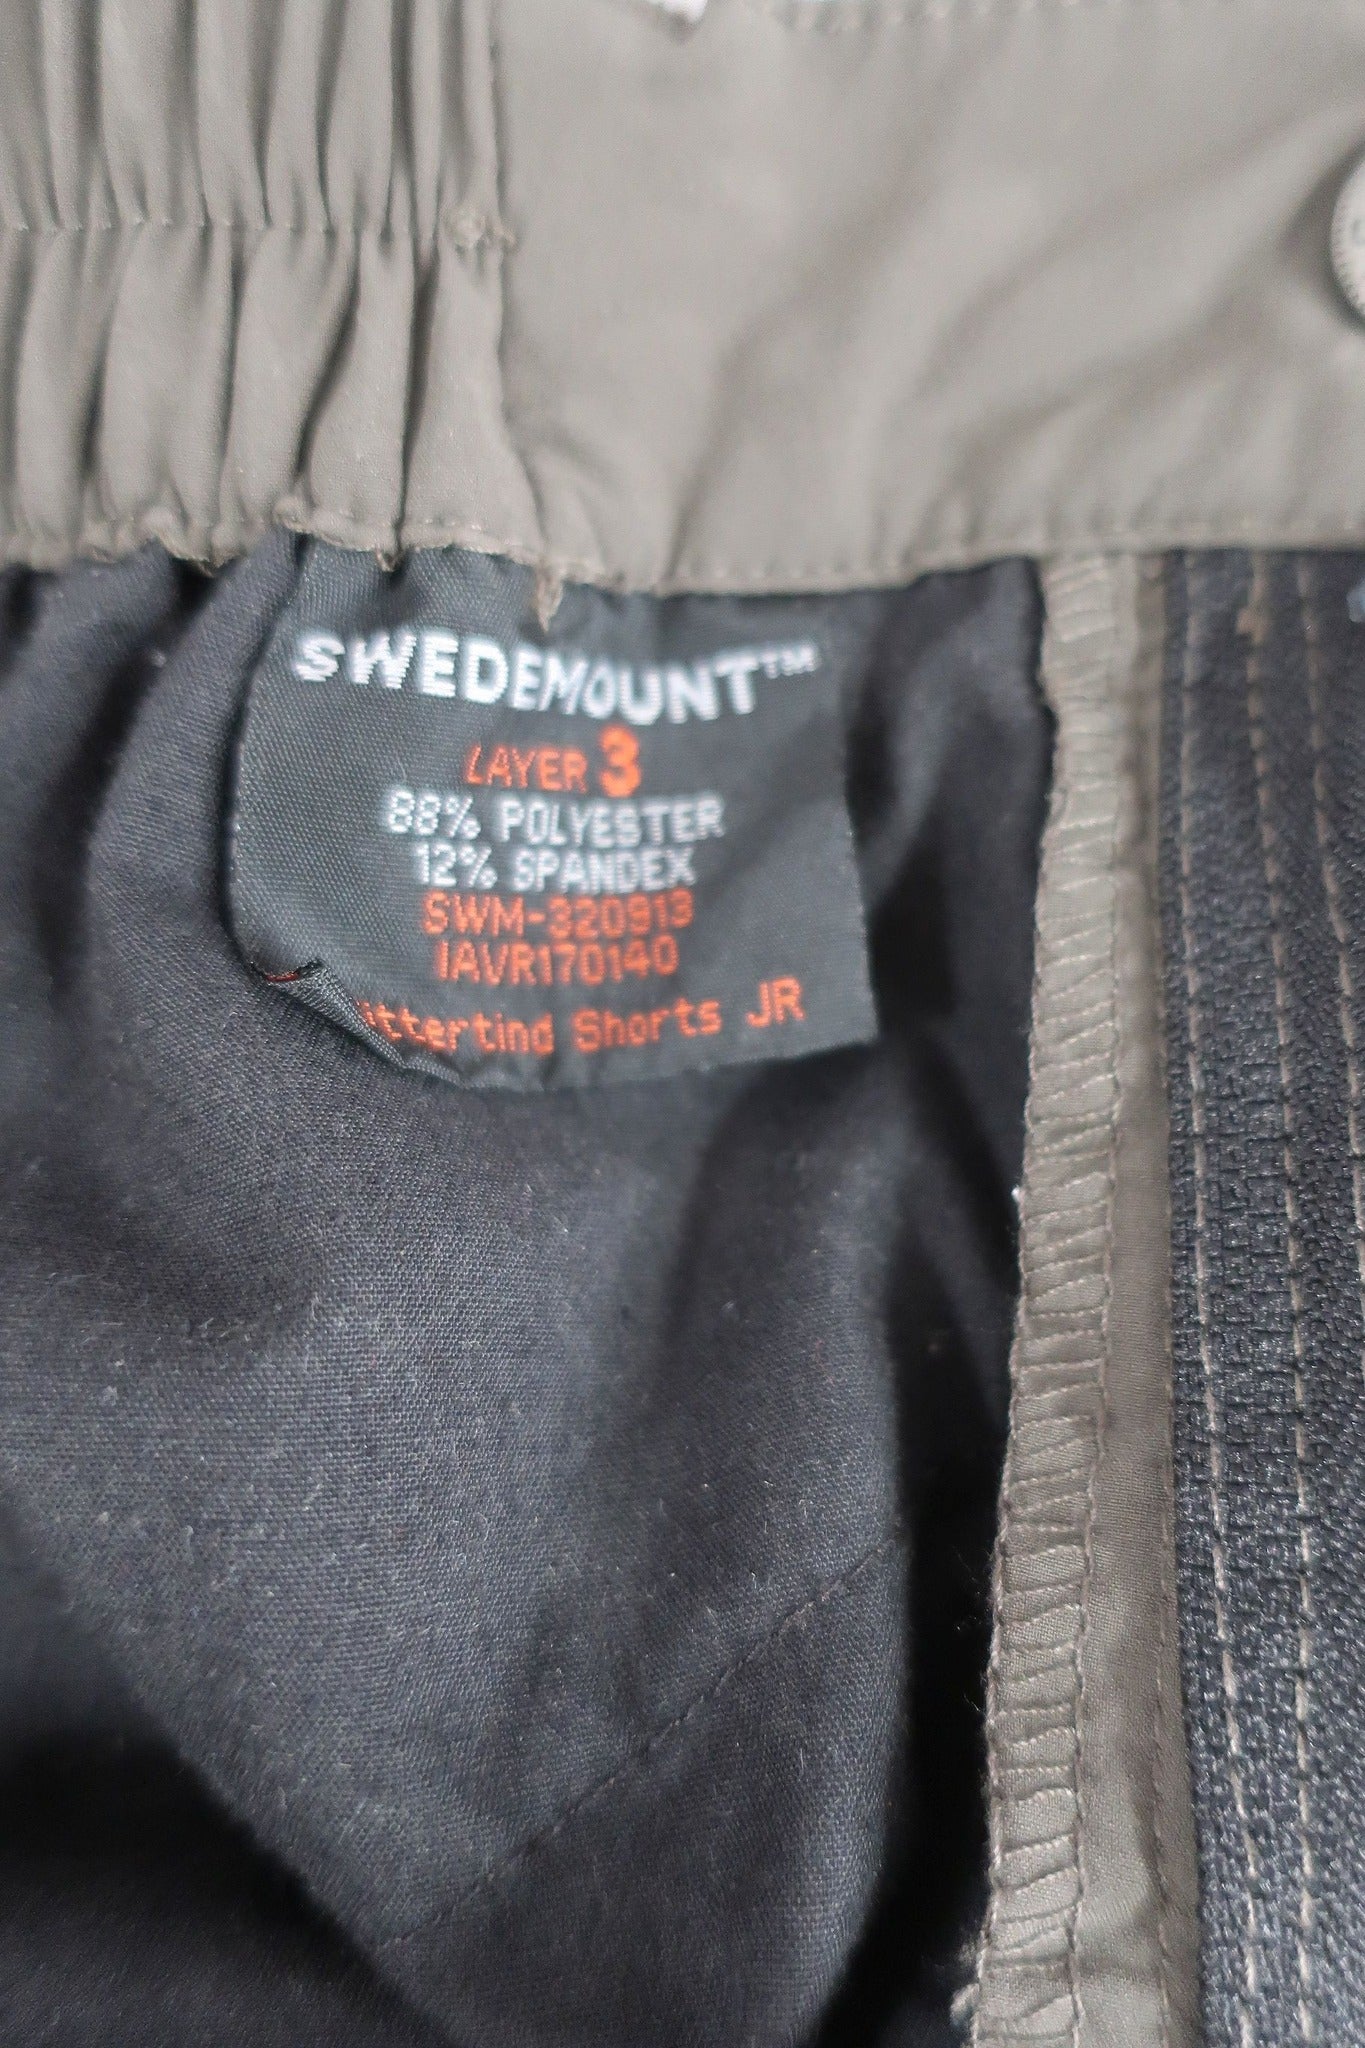 SWEDEMOUNT™
LAYER 3
88% POLYESTER
12% SPANDEX
SWM-320913
IAVR170140
Shorts JR